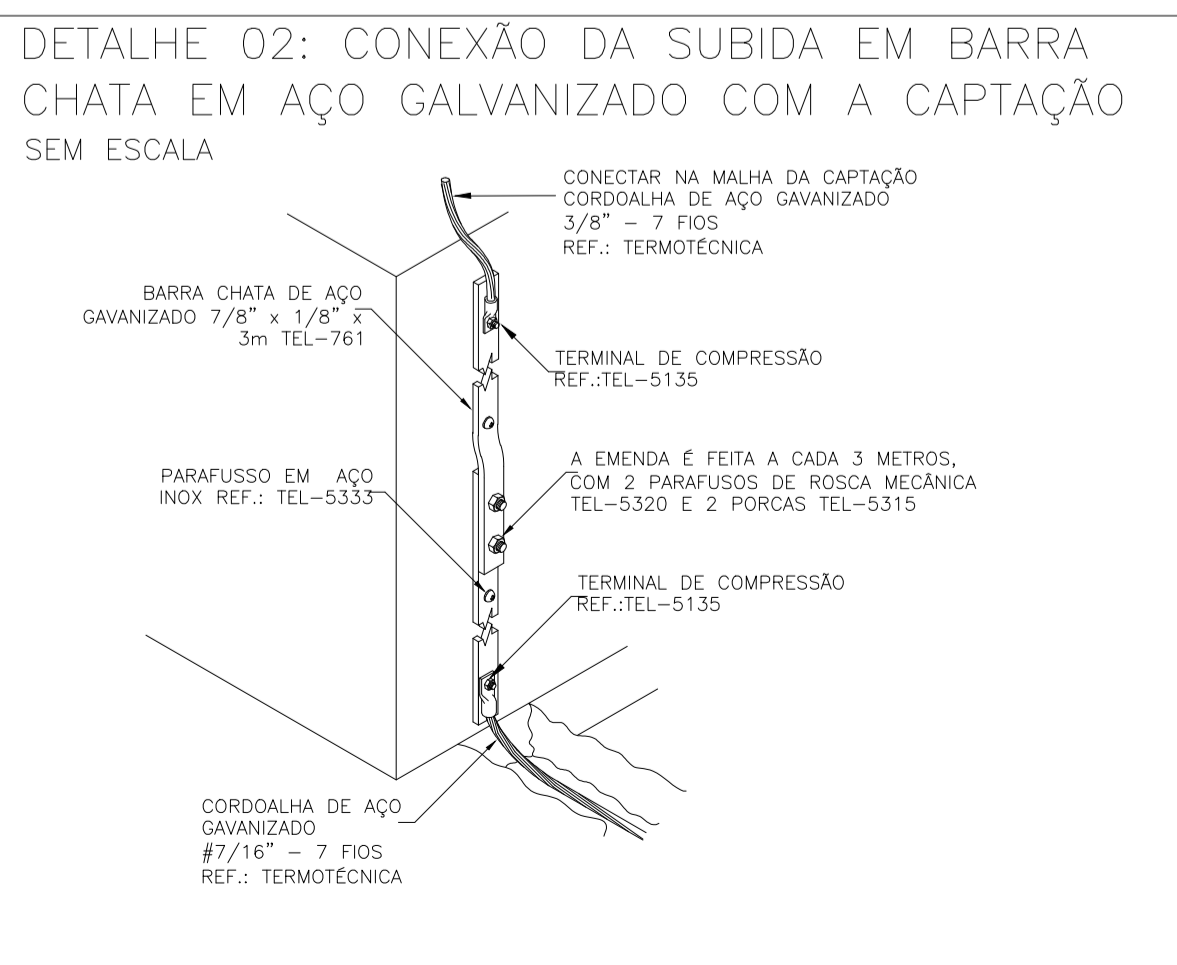 DETALHE 02: CONEXÃO DA SUBIDA EM BARRA
CHATA EM AÇO GALVANIZADO COM A CAPTAÇÃO
SEM ESCALA
CONECTAR NA MALHA DA CAPTAÇÃO
CORDOALHA DE AÇO GAVANIZADO
3/8" – 7 FIOS
REF.: TERMOTÉCNICA
BARRA CHATA DE AÇO
GAVANIZADO 7/8" x 1/8" x
3m TEL–761
TERMINAL DE COMPRESSÃO
REF.:TEL–5135
A EMENDA É FEITA A CADA 3 METROS,
COM 2 PARAFUSOS DE ROSCA MECÂNICA
TEL–5320 E 2 PORCAS TEL–5315
PARAFUSSO EM AÇO
INOX REF.: TEL–5333
TERMINAL DE COMPRESSÃO
REF.:TEL–5135
CORDOALHA DE AÇO
GAVANIZADO
#7/16" – 7 FIOS
REF.: TERMOTÉCNICA